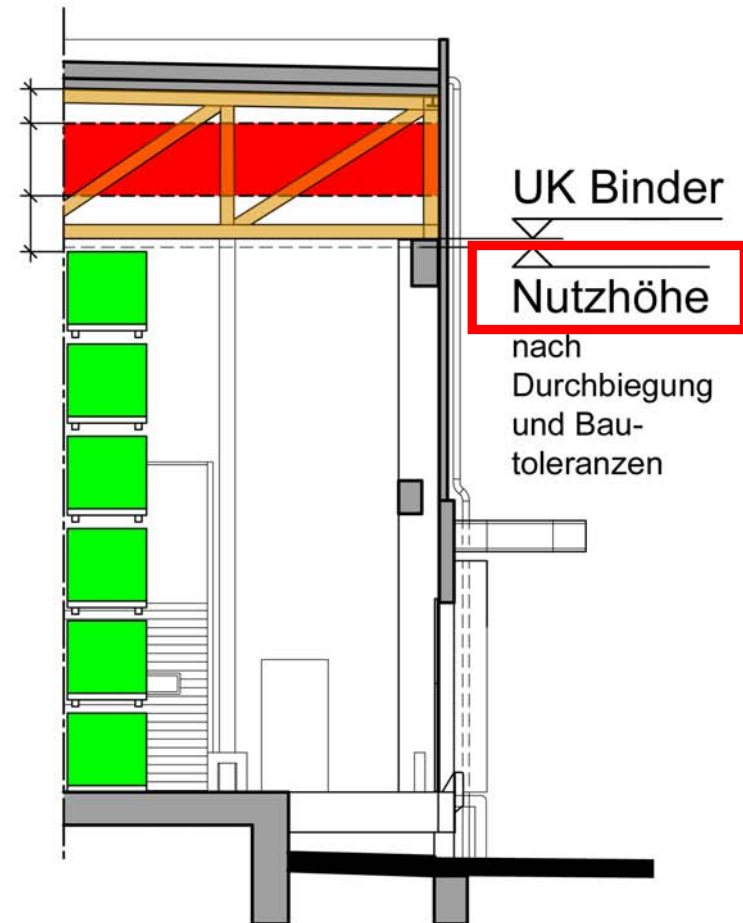 UK Binder
Nutzhöhe
nach
Durchbiegung
und Bau-
toleranzen